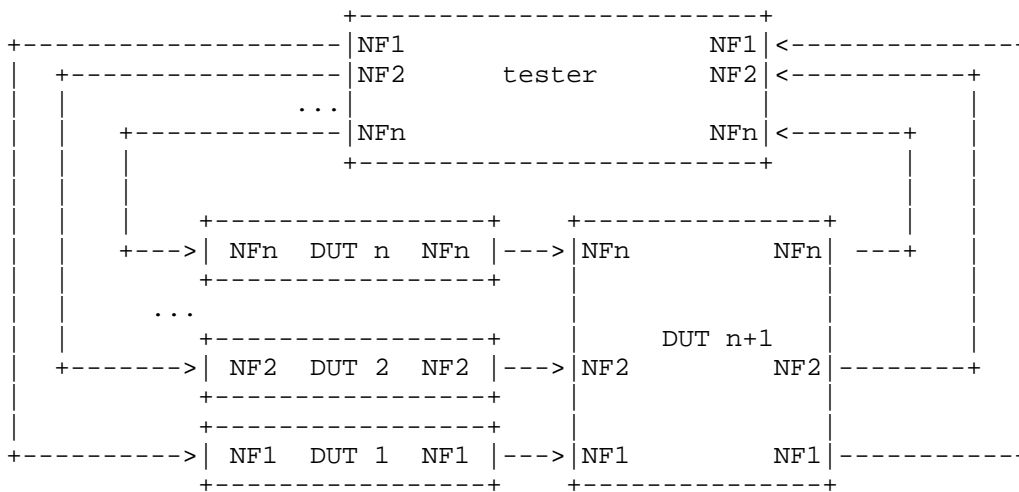 NF1 NF1
NF2 tester NF2
...
NFn NFn
NFn DUT n NFn NFn NFn
...
DUT n+1
NF2 DUT 2 NF2 NF2 NF2
NF1 DUT 1 NF1 NF1 NF1